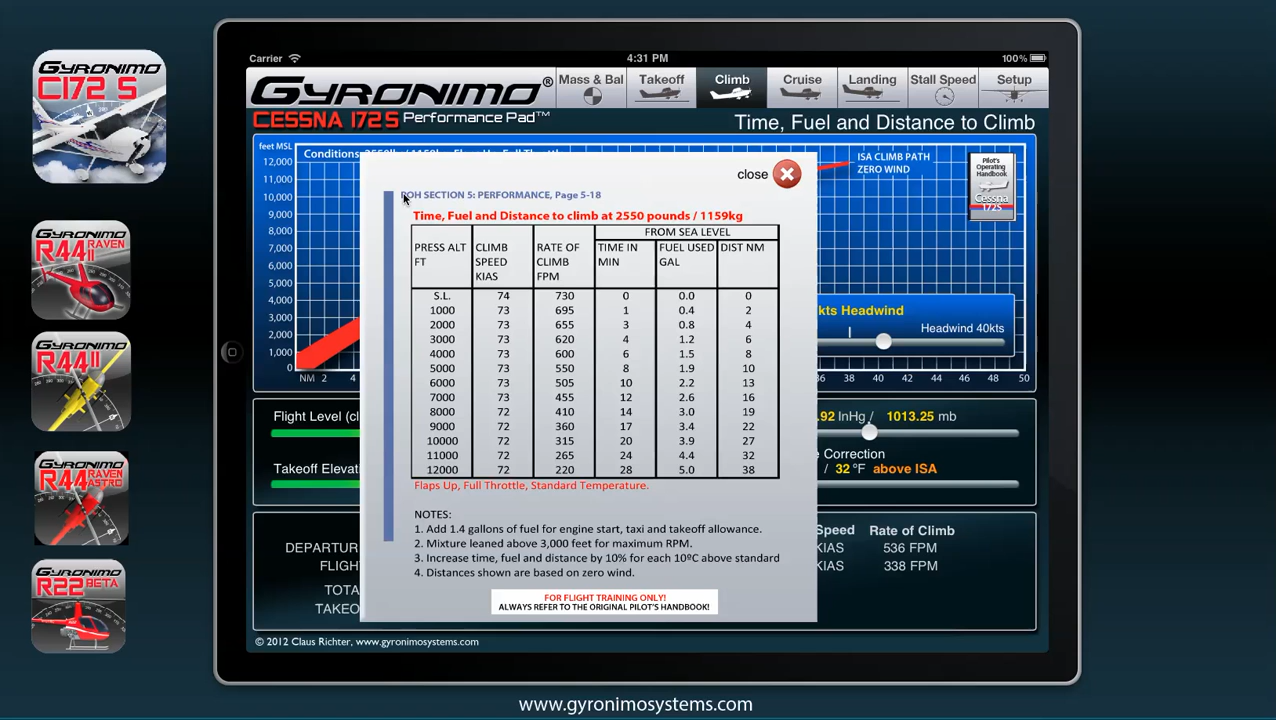 GYRONIMO
C172 S
GYRONIMO
R44 II RAVEN
GYRONIMO
R44 II
GYRONIMO
R44 RAVEN ASTRO
GYRONIMO
R22 BETA
Carrier 4:31 PM 100%
GYRONIMO®
CESSNA 172 S Performance Pad™
Mass & Bal Takeoff Climb Cruise Landing Stall Speed Setup
Time, Fuel and Distance to Climb
feet MSL
12,000
11,000
10,000
9,000
8,000
7,000
6,000
5,000
4,000
3,000
2,000
1,000
0
NM 2 4
ISA CLIMB PATH
ZERO WIND
Pilot's
Operating
Handbook
Cessna
172S
kts Headwind
Headwind 40kts
38 40 42 44 46 48 50
close
POH SECTION 5: PERFORMANCE, Page 5-18
Time, Fuel and Distance to climb at 2550 pounds / 1159kg
FROM SEA LEVEL
PRESS ALT FT CLIMB SPEED KIAS RATE OF CLIMB FPM TIME IN MIN FUEL USED GAL DIST NM
S.L. 74 730 0 0.0 0
1000 73 695 1 0.4 2
2000 73 655 3 0.8 4
3000 73 620 4 1.2 6
4000 73 600 6 1.5 8
5000 73 550 8 1.9 10
6000 73 505 10 2.2 13
7000 73 455 12 2.6 16
8000 72 410 14 3.0 19
9000 72 360 17 3.4 22
10000 72 315 20 3.9 27
11000 72 265 24 4.4 32
12000 72 220 28 5.0 38
Flaps Up, Full Throttle, Standard Temperature.
NOTES:
1. Add 1.4 gallons of fuel for engine start, taxi and takeoff allowance.
2. Mixture leaned above 3,000 feet for maximum RPM.
3. Increase time, fuel and distance by 10% for each 10ºC above standard
4. Distances shown are based on zero wind.
FOR FLIGHT TRAINING ONLY!
ALWAYS REFER TO THE ORIGINAL PILOT'S HANDBOOK!
Flight Level (cl
.92 InHg / 1013.25 mb
Takeoff Eleva
Correction
/ 32 °F above ISA
Speed Rate of Climb
DEPARTUR KIAS 536 FPM
FLIGH KIAS 338 FPM
TOTA
TAKEO
© 2012 Claus Richter, www.gyronimosystems.com
www.gyronimosystems.com